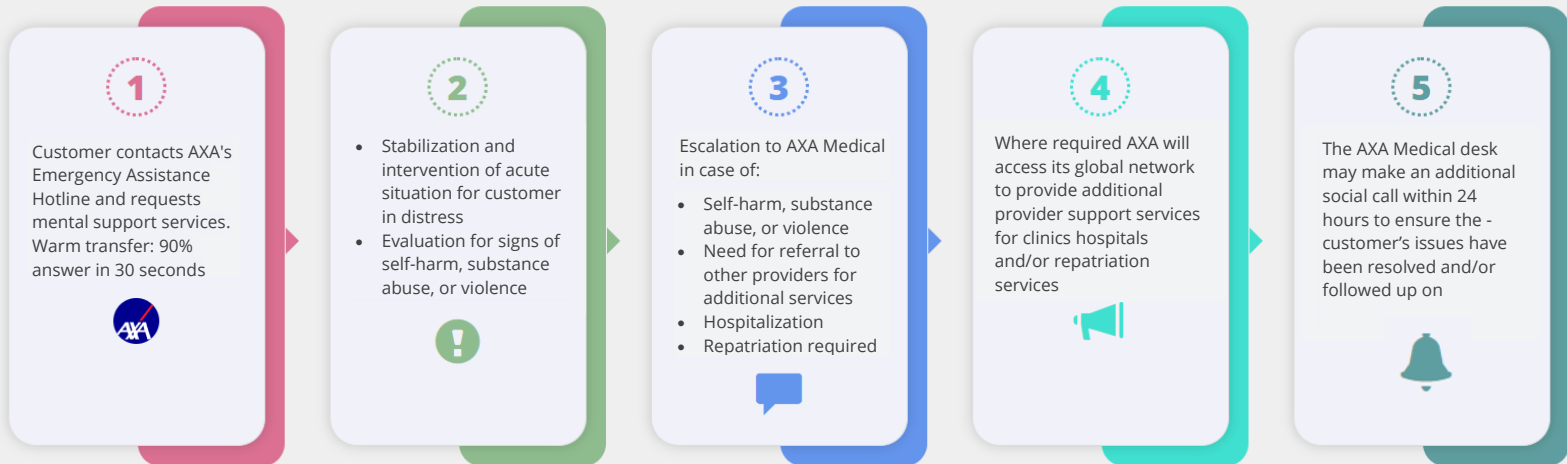 1
Customer contacts AXA's
Emergency Assistance
Hotline and requests
mental support services.
Warm transfer: 90%
answer in 30 seconds
AXA
2
• Stabilization and
intervention of acute
situation for customer
in distress
• Evaluation for signs of
self-harm, substance
abuse, or violence
3
Escalation to AXA Medical
in case of:
• Self-harm, substance
abuse, or violence
• Need for referral to
other providers for
additional services
• Hospitalization
• Repatriation required
4
Where required AXA will
access its global network
to provide additional
provider support services
for clinics hospitals
and/or repatriation
services
5
The AXA Medical desk
may make an additional
social call within 24
hours to ensure the -
customer’s issues have
been resolved and/or
followed up on